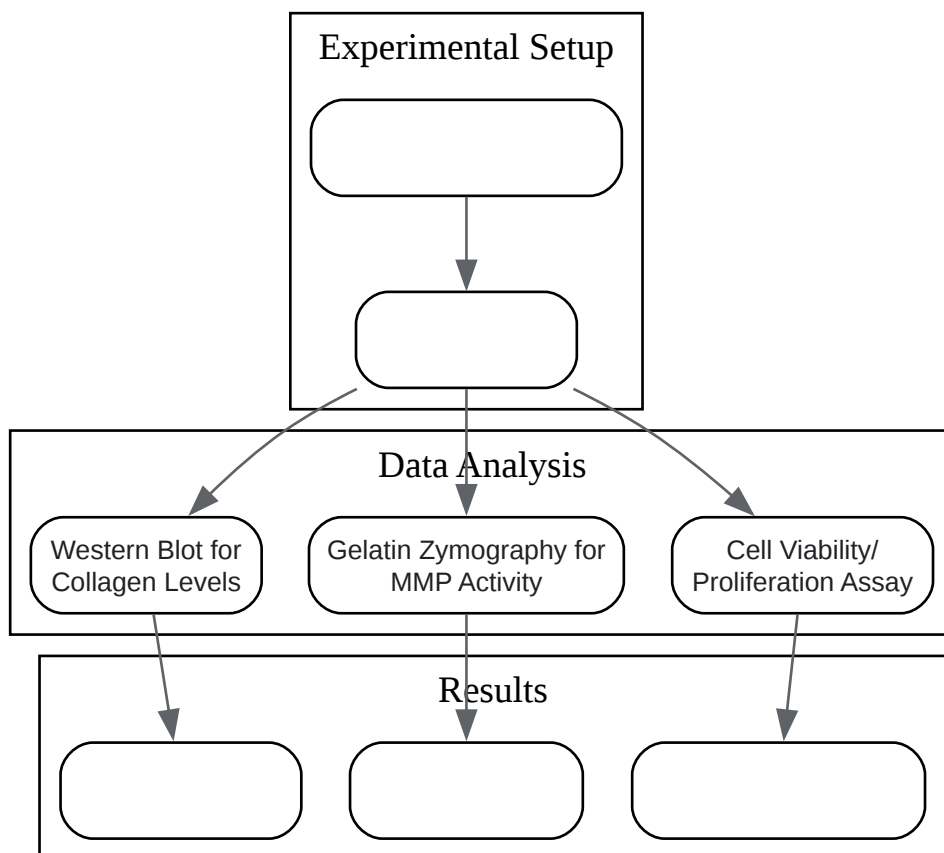 Experimental Setup
Data Analysis
Western Blot for
Collagen Levels
Gelatin Zymography for
MMP Activity
Cell Viability/
Proliferation Assay
Results